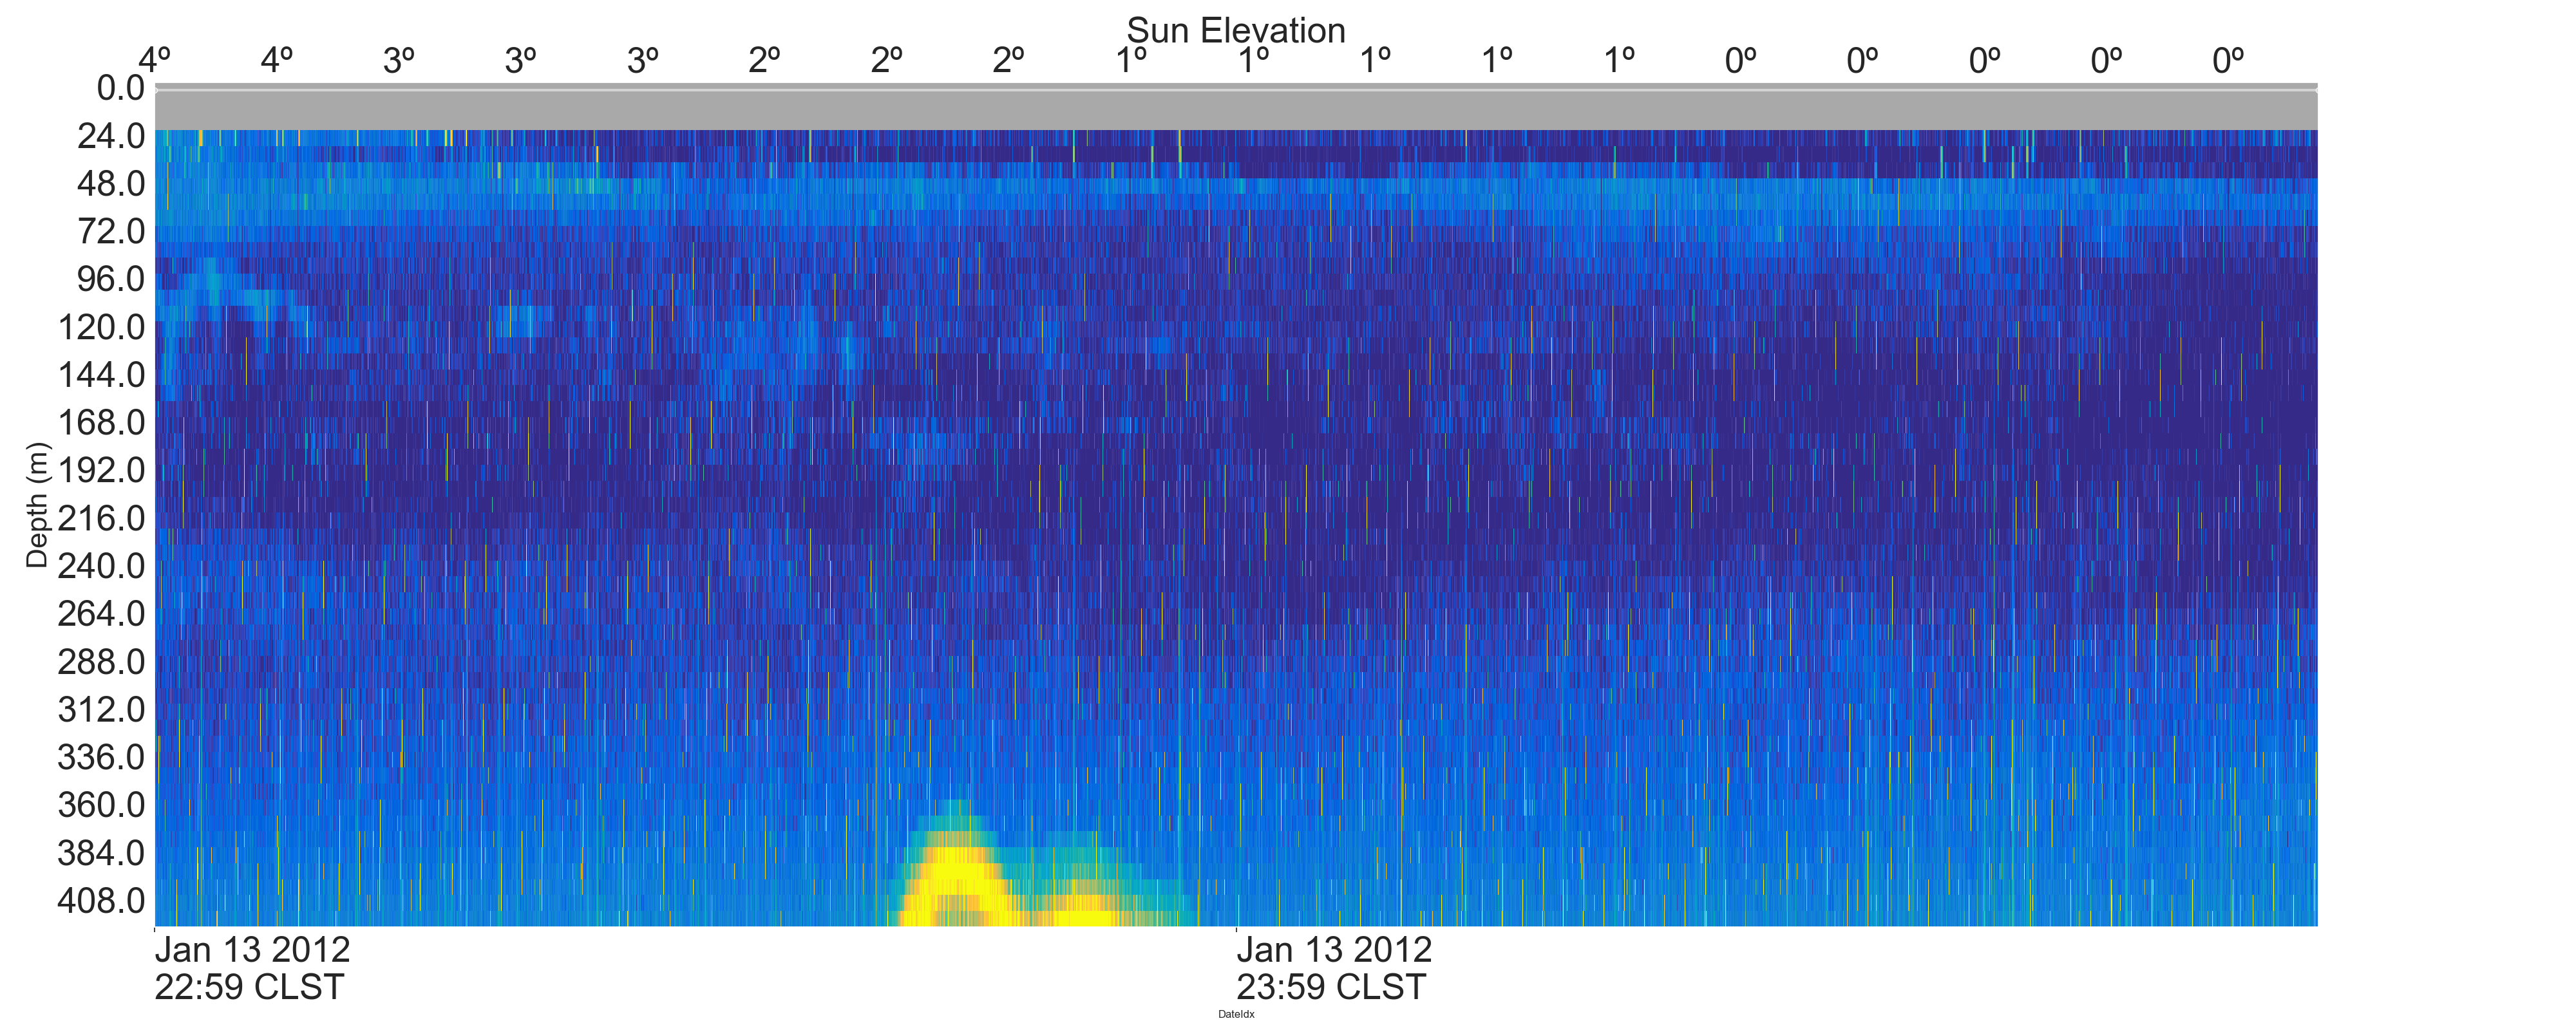 Sun Elevation
4º 4º 3º 3º 3º 2º 2º 2º 1º 1º 1º 1º 1º 0º 0º 0º 0º 0º
0.0
24.0
48.0
72.0
96.0
120.0
144.0
168.0
192.0
216.0
240.0
264.0
288.0
312.0
336.0
360.0
384.0
408.0
Depth (m)
Jan 13 2012
22:59 CLST
Jan 13 2012
23:59 CLST
DateIdx